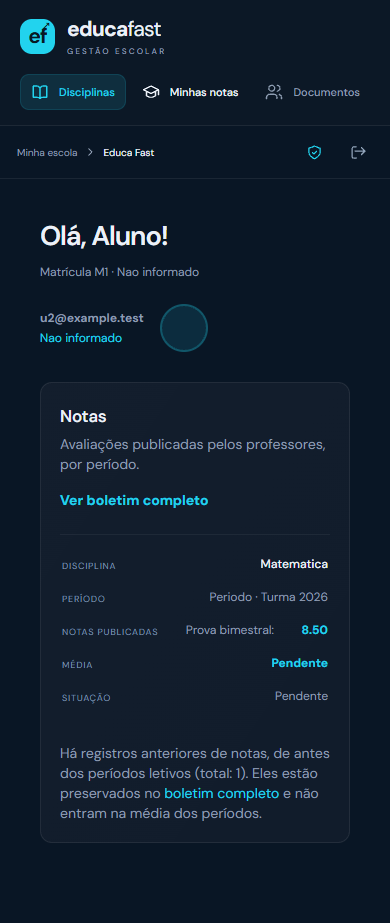 ef
educafast
GESTÃO ESCOLAR
Disciplinas
Minhas notas
Documentos
Minha escola
Educa Fast
Olá, Aluno!
Matrícula M1 · Nao informado
u2@example.test
Nao informado
Notas
Avaliações publicadas pelos professores,
por período.
Ver boletim completo
DISCIPLINA Matematica
PERÍODO Periodo · Turma 2026
NOTAS PUBLICADAS Prova bimestral: 8.50
MÉDIA Pendente
SITUAÇÃO Pendente
Há registros anteriores de notas, de antes
dos períodos letivos (total: 1). Eles estão
preservados no boletim completo e não
entram na média dos períodos.